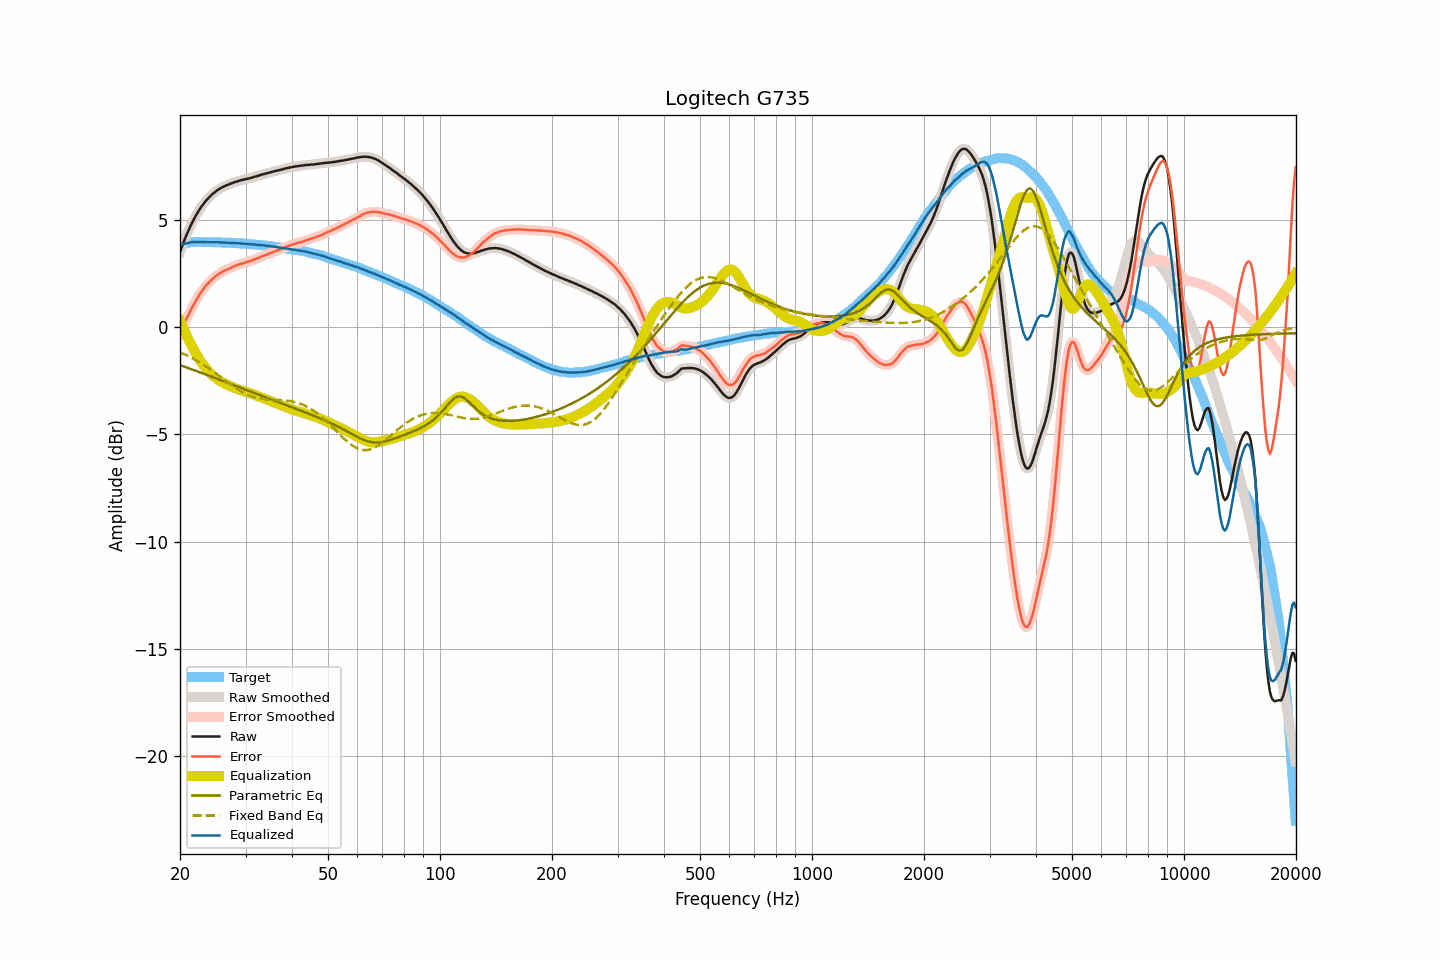 Logitech G735
Amplitude (dBr)
5
0
−5
−10
−15
−20
Target
Raw Smoothed
Error Smoothed
Raw
Error
Equalization
Parametric Eq
Fixed Band Eq
Equalized
20 50 100 200 500 1000 2000 5000 10000 20000
Frequency (Hz)